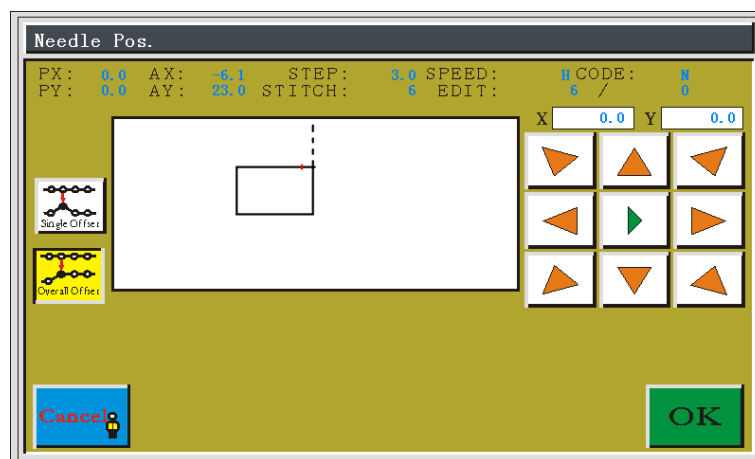 Needle Pos.
PX: 0.0 AX: -6.1 STEP: 3.0 SPEED: H CODE: N
PY: 0.0 AY: 23.0 STITCH: 6 EDIT: 6 / 0
X 0.0 Y 0.0
Single Offset
Overall Offset
Cancel
OK